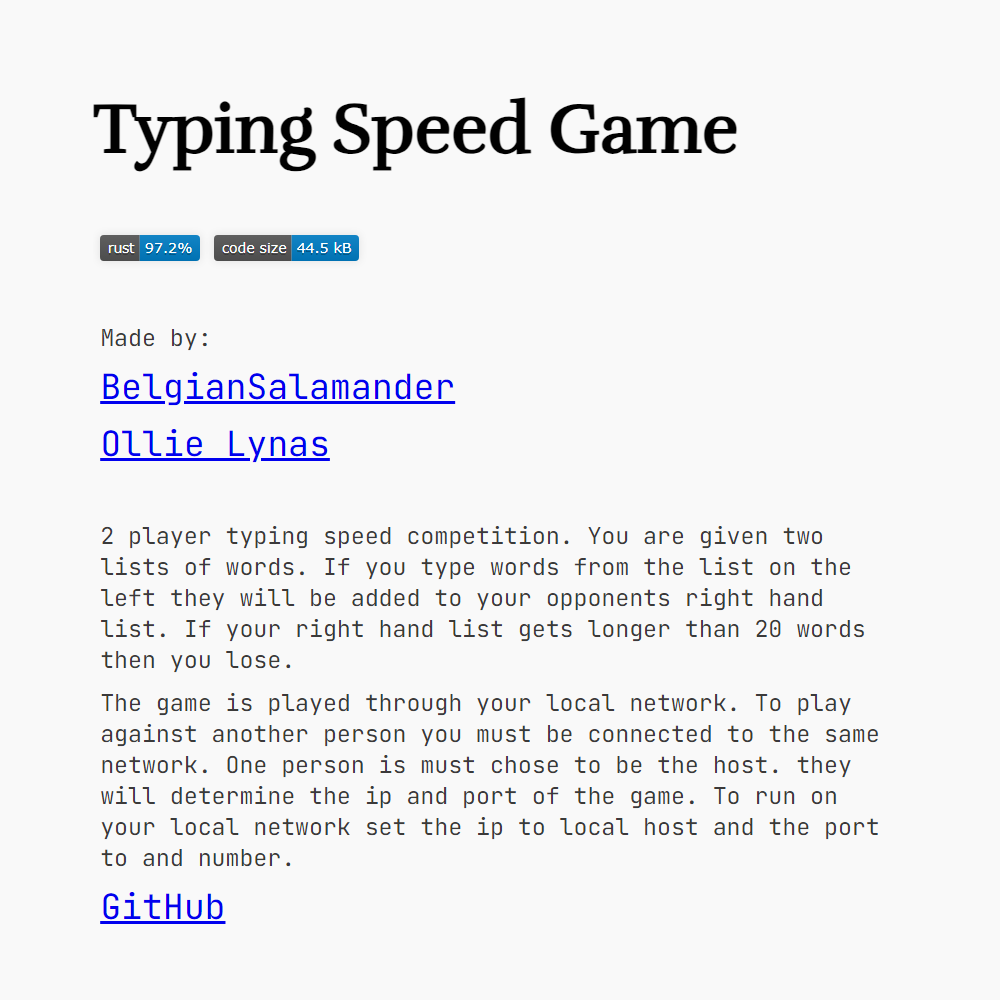 Typing Speed Game
rust 97.2% code size 44.5 kB
Made by:
BelgianSalamander
Ollie Lynas
2 player typing speed competition. You are given two
lists of words. If you type words from the list on the
left they will be added to your opponents right hand
list. If your right hand list gets longer than 20 words
then you lose.
The game is played through your local network. To play
against another person you must be connected to the same
network. One person is must chose to be the host. they
will determine the ip and port of the game. To run on
your local network set the ip to local host and the port
to and number.
GitHub